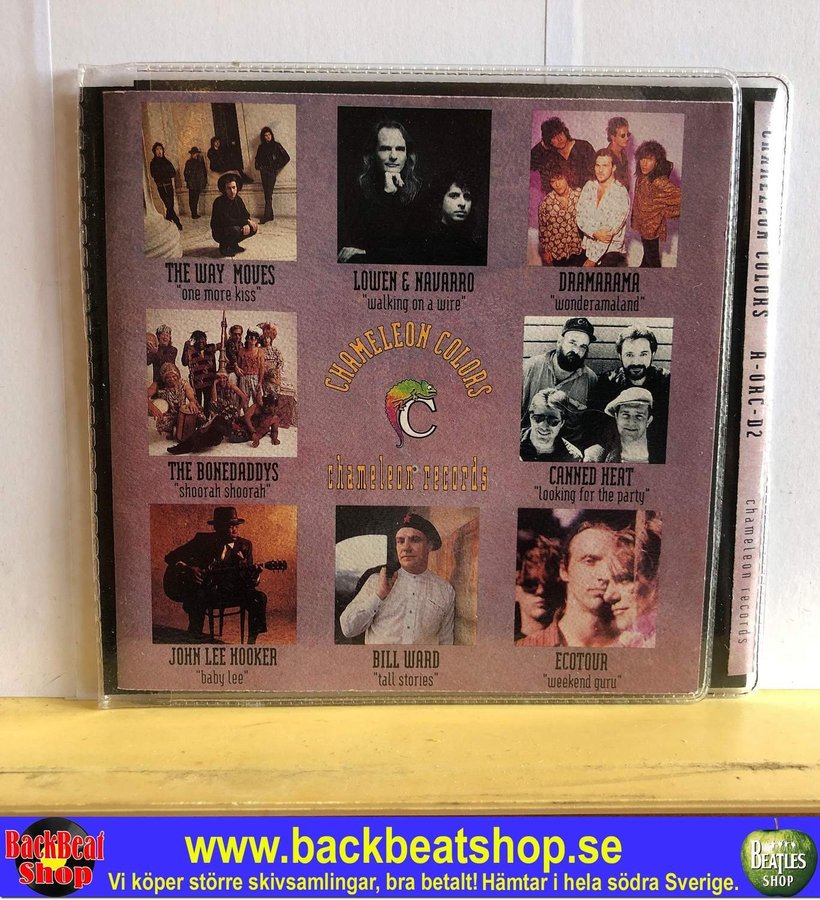 THE WAY MOVES
"one more kiss"
LOWEN & NAVARRO
"walking on a wire"
DRAMARAMA
"wonderamaland"
THE BONEDADDYS
"shoorah shoorah"
CHAMELEON COLORS
C
chameleon records
CANNED HEAT
"looking for the party"
JOHN LEE HOOKER
"baby lee"
BILL WARD
"tall stories"
ECOTOUR
"weekend guru"
CHAMELEON COLORS A-ORC-D2 chameleon records
BackBeat
Shop
www.backbeatshop.se
Vi köper större skivsamlingar, bra betalt! Hämtar i hela södra Sverige.
BEATLES
SHOP